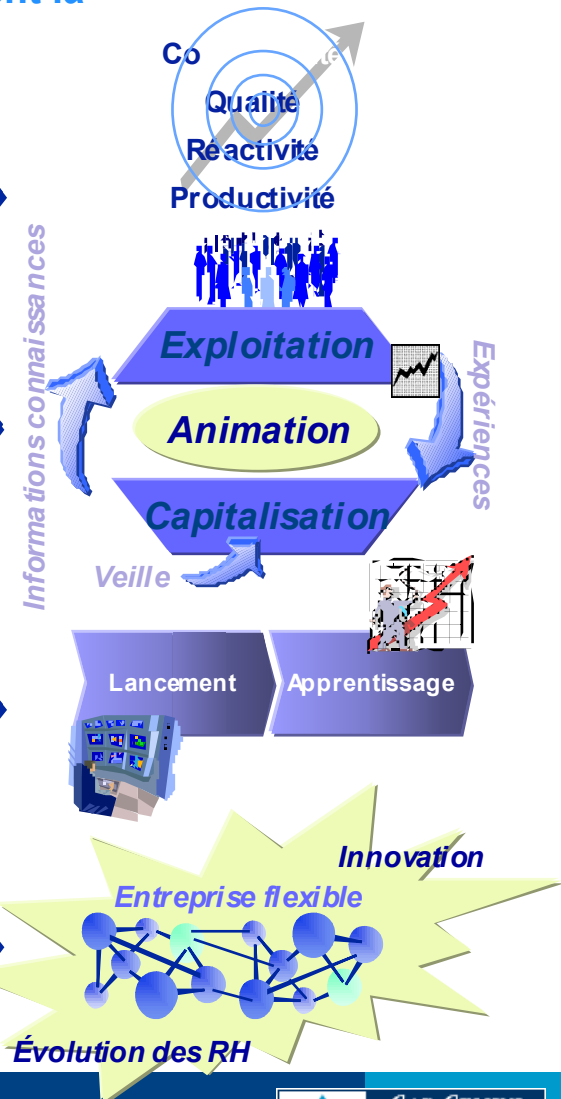 Co té
Qualité
Réactivité
Productivité
Informations connaissances
Exploitation
Expériences
Animation
Capitalisation
Veille
Lancement
Apprentissage
Innovation
Entreprise flexible
Évolution des RH